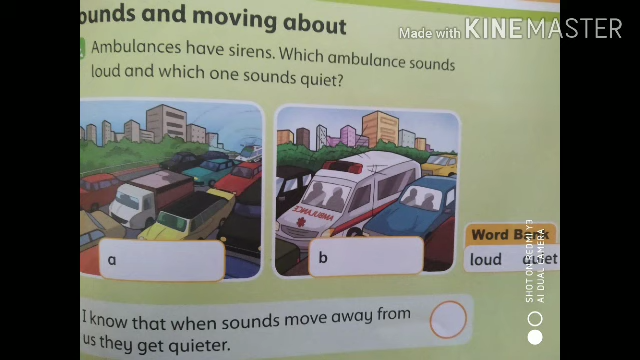 ounds and moving about
Made with KINEMASTER
Ambulances have sirens. Which ambulance sounds
loud and which one sounds quiet?
a
b
Word Bank
loud quiet
I know that when sounds move away from
us they get quieter.
SHOT ON REDMI Y3
AI DUAL CAMERA